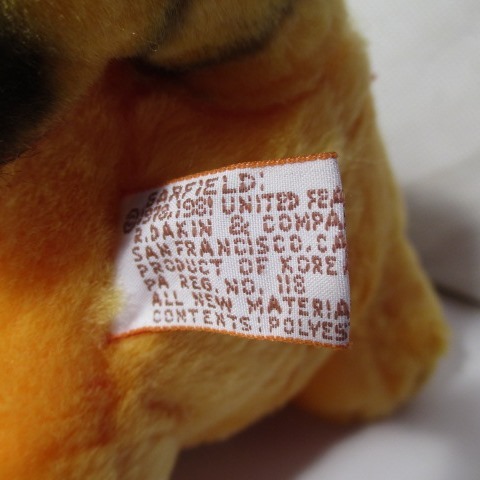 GARFIELD:
©1978,1981 UNITED FEA
R.DAKIN & COMPA
SAN FRANCISCO,CA
PRODUCT OF KOREA
PA REG.NO. 118
ALL NEW MATERIA
CONTENTS:POLYES